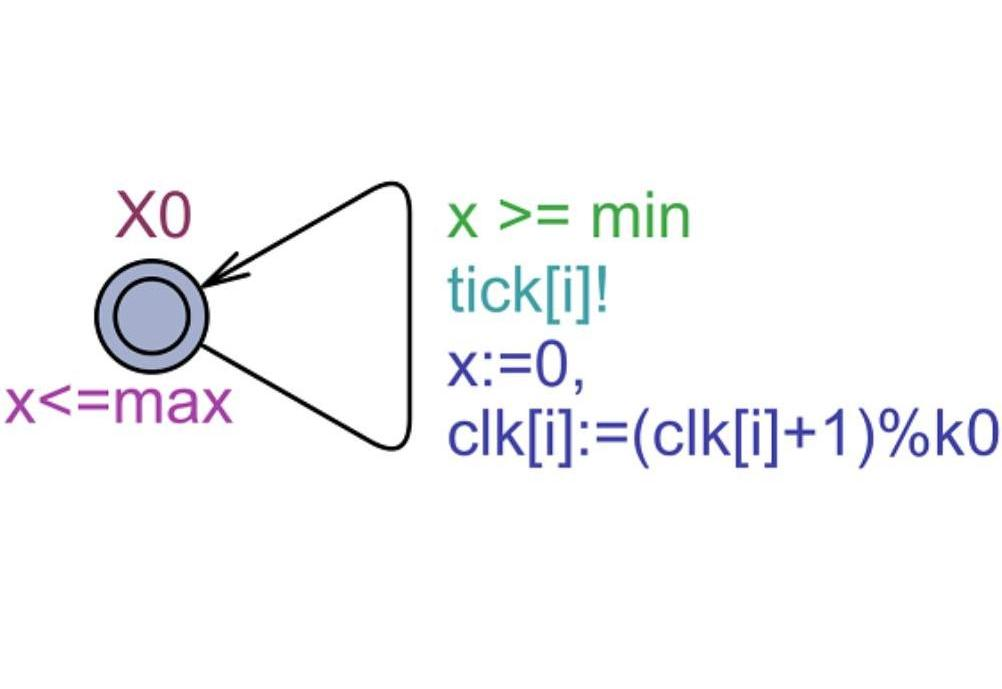 X0
x<=max
x >= min
tick[i]!
x:=0,
clk[i]:=(clk[i]+1)%k0